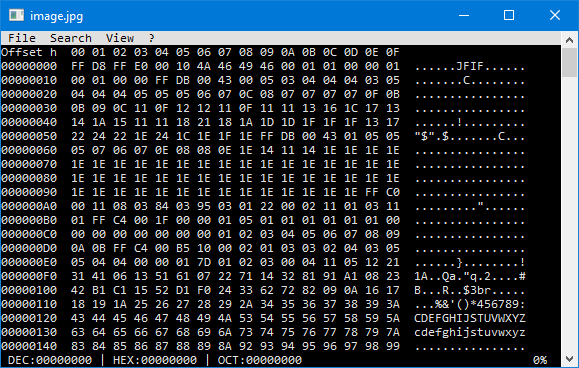 image.jpg
File Search View ?
Offset h 00 01 02 03 04 05 06 07 08 09 0A 0B 0C 0D 0E 0F
00000000 FF D8 FF E0 00 10 4A 46 49 46 00 01 01 00 00 01 ......JFIF......
00000010 00 01 00 00 FF DB 00 43 00 05 03 04 04 04 03 05 .......C........
00000020 04 04 04 05 05 05 06 07 0C 08 07 07 07 07 0F 0B ................
00000030 0B 09 0C 11 0F 12 12 11 0F 11 11 13 16 1C 17 13 ................
00000040 14 1A 15 11 11 18 21 18 1A 1D 1D 1F 1F 1F 13 17 ......!.........
00000050 22 24 22 1E 24 1C 1E 1F 1E FF DB 00 43 01 05 05 "$".$.......C...
00000060 05 07 06 07 0E 08 08 0E 1E 14 11 14 1E 1E 1E 1E ................
00000070 1E 1E 1E 1E 1E 1E 1E 1E 1E 1E 1E 1E 1E 1E 1E 1E ................
00000080 1E 1E 1E 1E 1E 1E 1E 1E 1E 1E 1E 1E 1E 1E 1E 1E ................
00000090 1E 1E 1E 1E 1E 1E 1E 1E 1E 1E 1E 1E 1E 1E FF C0 ................
000000A0 00 11 08 03 84 03 95 03 01 22 00 02 11 01 03 11 ........."......
000000B0 01 FF C4 00 1F 00 00 01 05 01 01 01 01 01 01 00 ................
000000C0 00 00 00 00 00 00 00 01 02 03 04 05 06 07 08 09 ................
000000D0 0A 0B FF C4 00 B5 10 00 02 01 03 03 02 04 03 05 ................
000000E0 05 04 04 00 00 01 7D 01 02 03 00 04 11 05 12 21 ......}........!
000000F0 31 41 06 13 51 61 07 22 71 14 32 81 91 A1 08 23 1A..Qa."q.2....#
00000100 42 B1 C1 15 52 D1 F0 24 33 62 72 82 09 0A 16 17 B...R..$3br.....
00000110 18 19 1A 25 26 27 28 29 2A 34 35 36 37 38 39 3A ...%&'()*456789:
00000120 43 44 45 46 47 48 49 4A 53 54 55 56 57 58 59 5A CDEFGHIJSTUVWXYZ
00000130 63 64 65 66 67 68 69 6A 73 74 75 76 77 78 79 7A cdefghijstuvwxyz
00000140 83 84 85 86 87 88 89 8A 92 93 94 95 96 97 98 99 ................
DEC:00000000 | HEX:00000000 | OCT:00000000 0%